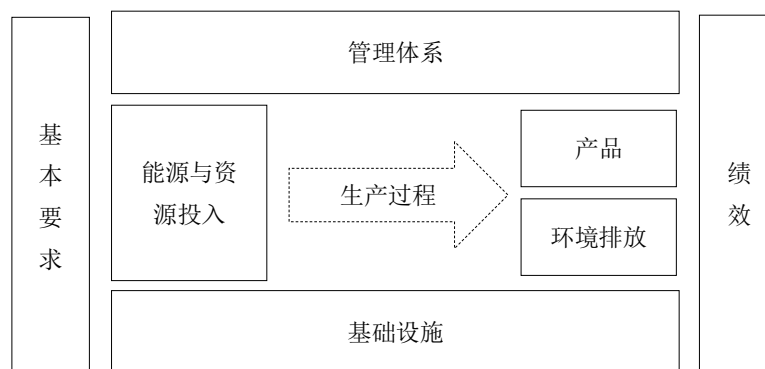 管理体系
基本要求
能源与资
源投入
生产过程
产品
环境排放
绩效
基础设施